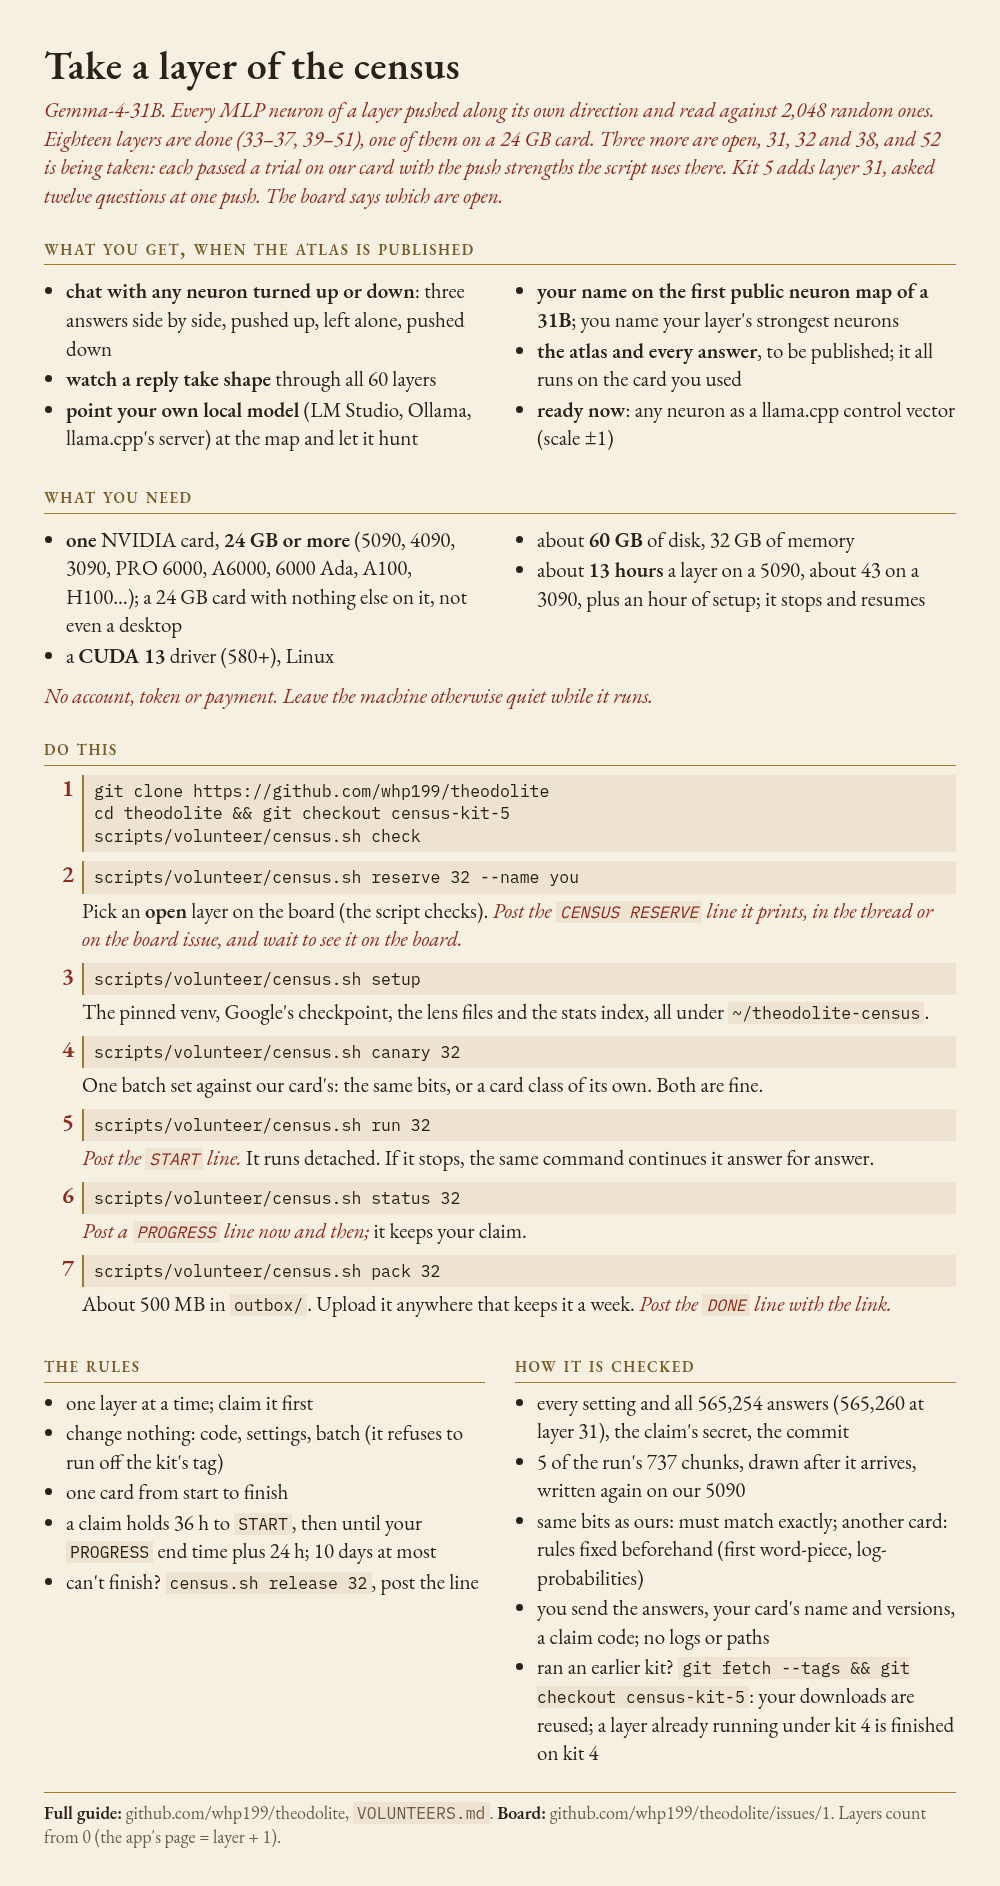 Take a layer of the census
Gemma-4-31B. Every MLP neuron of a layer pushed along its own direction and read against 2,048 random ones.
Eighteen layers are done (33–37, 39–51), one of them on a 24 GB card. Three more are open, 31, 32 and 38, and 52
is being taken: each passed a trial on our card with the push strengths the script uses there. Kit 5 adds layer 31, asked
twelve questions at one push. The board says which are open.
WHAT YOU GET, WHEN THE ATLAS IS PUBLISHED
• chat with any neuron turned up or down: three
answers side by side, pushed up, left alone, pushed
down
• watch a reply take shape through all 60 layers
• point your own local model (LM Studio, Ollama,
llama.cpp's server) at the map and let it hunt
• your name on the first public neuron map of a
31B; you name your layer's strongest neurons
• the atlas and every answer, to be published; it all
runs on the card you used
• ready now: any neuron as a llama.cpp control vector
(scale ±1)
WHAT YOU NEED
• one NVIDIA card, 24 GB or more (5090, 4090,
3090, PRO 6000, A6000, 6000 Ada, A100,
H100...); a 24 GB card with nothing else on it, not
even a desktop
• a CUDA 13 driver (580+), Linux
• about 60 GB of disk, 32 GB of memory
• about 13 hours a layer on a 5090, about 43 on a
3090, plus an hour of setup; it stops and resumes
No account, token or payment. Leave the machine otherwise quiet while it runs.
DO THIS
1 git clone https://github.com/whp199/theodolite
cd theodolite && git checkout census-kit-5
scripts/volunteer/census.sh check
2 scripts/volunteer/census.sh reserve 32 --name you
Pick an open layer on the board (the script checks). Post the CENSUS RESERVE line it prints, in the thread or
on the board issue, and wait to see it on the board.
3 scripts/volunteer/census.sh setup
The pinned venv, Google's checkpoint, the lens files and the stats index, all under ~/theodolite-census.
4 scripts/volunteer/census.sh canary 32
One batch set against our card's: the same bits, or a card class of its own. Both are fine.
5 scripts/volunteer/census.sh run 32
Post the START line. It runs detached. If it stops, the same command continues it answer for answer.
6 scripts/volunteer/census.sh status 32
Post a PROGRESS line now and then; it keeps your claim.
7 scripts/volunteer/census.sh pack 32
About 500 MB in outbox/. Upload it anywhere that keeps it a week. Post the DONE line with the link.
THE RULES
• one layer at a time; claim it first
• change nothing: code, settings, batch (it refuses to
run off the kit's tag)
• one card from start to finish
• a claim holds 36 h to START, then until your
PROGRESS end time plus 24 h; 10 days at most
• can't finish? census.sh release 32, post the line
HOW IT IS CHECKED
• every setting and all 565,254 answers (565,260 at
layer 31), the claim's secret, the commit
• 5 of the run's 737 chunks, drawn after it arrives,
written again on our 5090
• same bits as ours: must match exactly; another card:
rules fixed beforehand (first word-piece, log-
probabilities)
• you send the answers, your card's name and versions,
a claim code; no logs or paths
• ran an earlier kit? git fetch --tags && git
checkout census-kit-5: your downloads are
reused; a layer already running under kit 4 is finished
on kit 4
Full guide: github.com/whp199/theodolite, VOLUNTEERS.md. Board: github.com/whp199/theodolite/issues/1. Layers count
from 0 (the app's page = layer + 1).